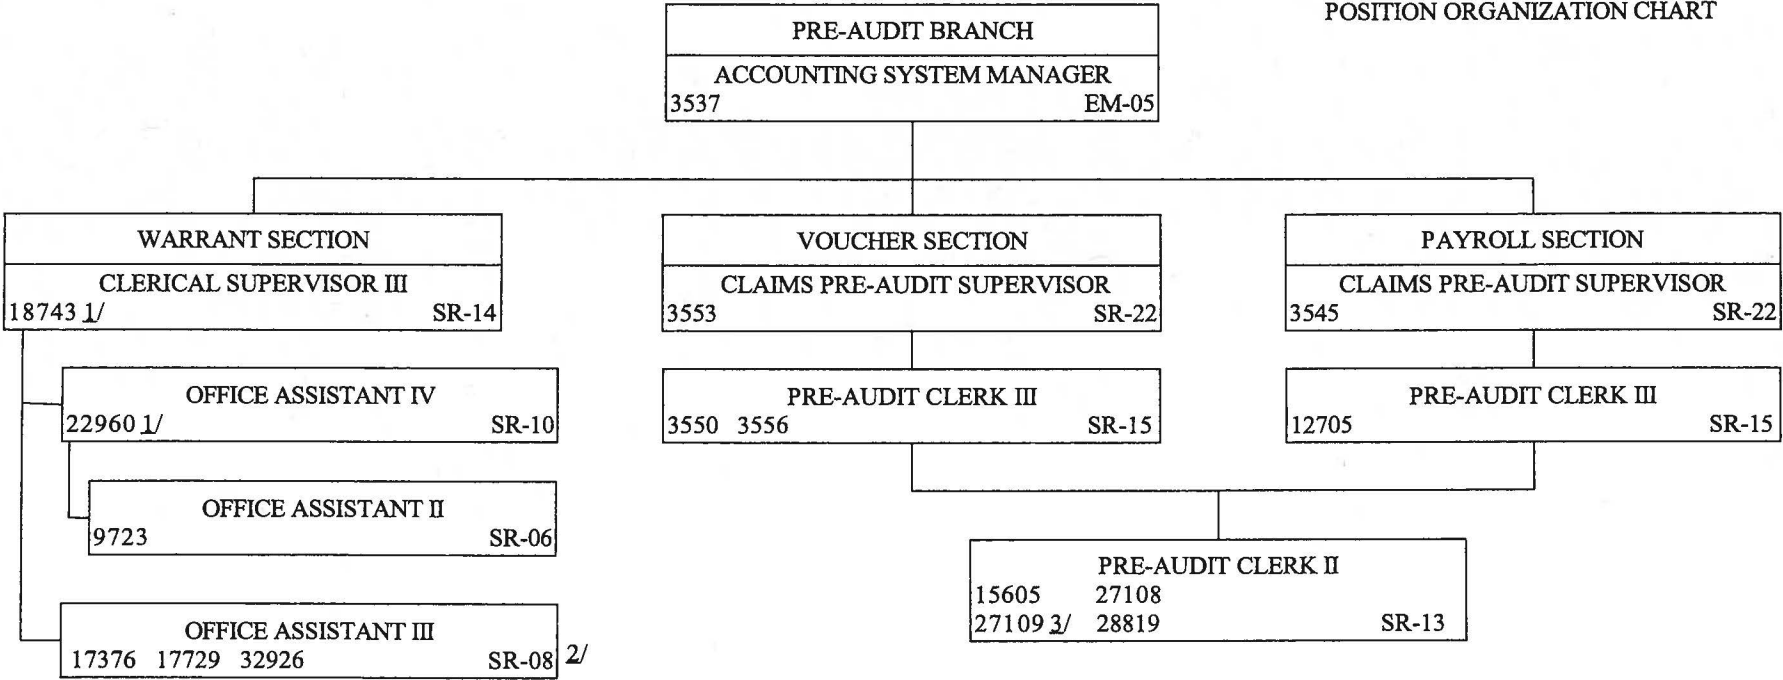 POSITION ORGANIZATION CHART
PRE-AUDIT BRANCH
ACCOUNTING SYSTEM MANAGER
3537 EM-05
WARRANT SECTION
CLERICAL SUPERVISOR III
18743 1/ SR-14
OFFICE ASSISTANT IV
22960 1/ SR-10
OFFICE ASSISTANT II
9723 SR-06
OFFICE ASSISTANT III
17376 17729 32926 SR-08 2/
VOUCHER SECTION
CLAIMS PRE-AUDIT SUPERVISOR
3553 SR-22
PRE-AUDIT CLERK III
3550 3556 SR-15
PAYROLL SECTION
CLAIMS PRE-AUDIT SUPERVISOR
3545 SR-22
PRE-AUDIT CLERK III
12705 SR-15
PRE-AUDIT CLERK II
15605 27108
27109 3/ 28819 SR-13